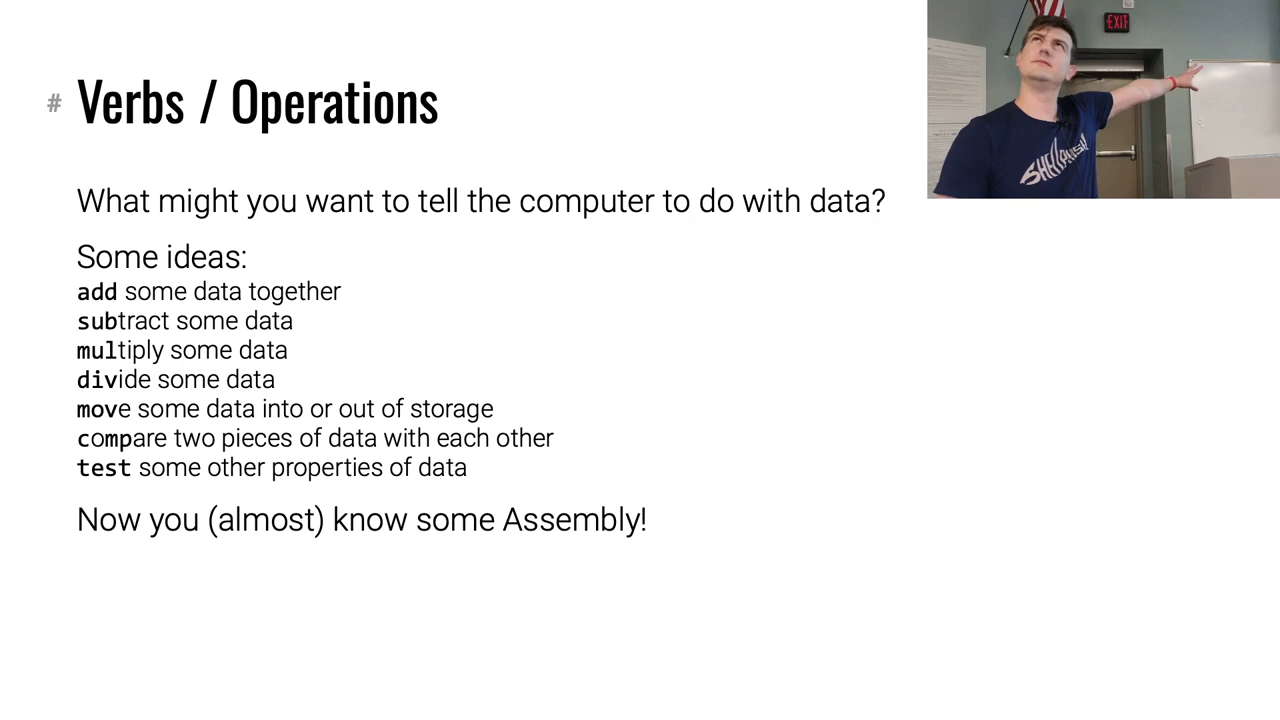 # Verbs / Operations
What might you want to tell the computer to do with data?
Some ideas:
add some data together
subtract some data
multiply some data
divide some data
move some data into or out of storage
compare two pieces of data with each other
test some other properties of data
Now you (almost) know some Assembly!
EXIT
SHELLPHISH